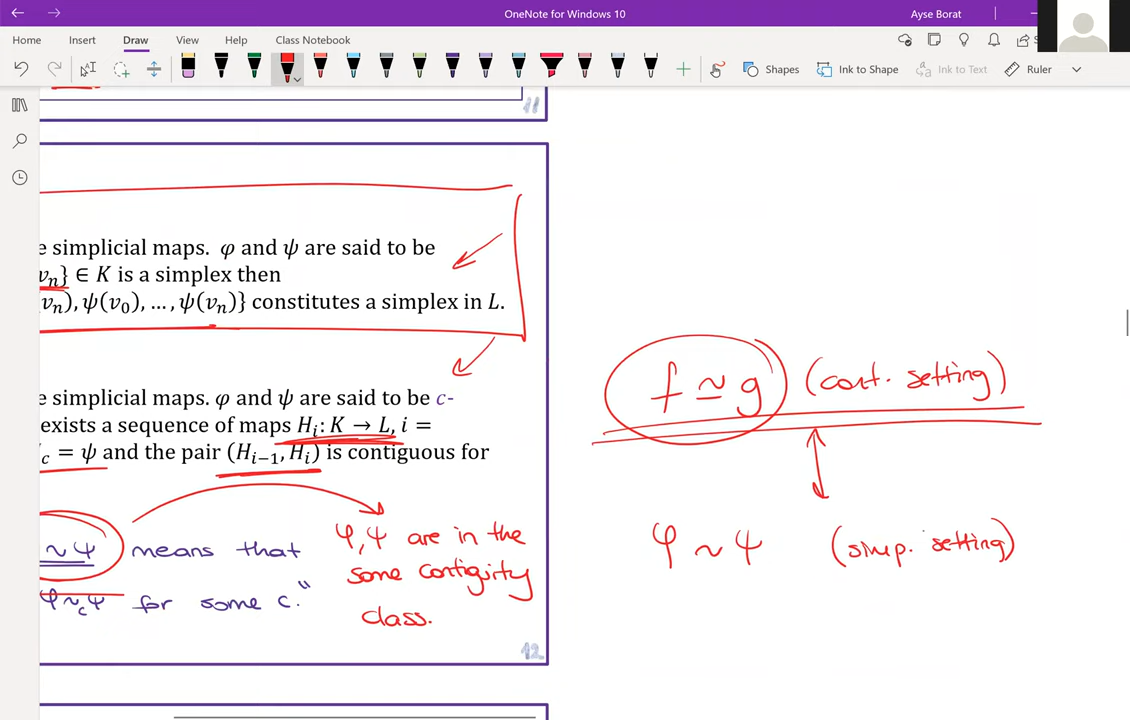 OneNote for Windows 10
Ayse Borat
Home Insert Draw View Help Class Notebook
Shapes Ink to Shape Ink to Text Ruler
11
e simplicial maps. φ and ψ are said to be
vₙ} ∈ K is a simplex then
vₙ), ψ(v₀), …, ψ(vₙ)} constitutes a simplex in L.
e simplicial maps. φ and ψ are said to be c-
exists a sequence of maps Hᵢ: K → L, i =
c = ψ and the pair (Hᵢ₋₁, Hᵢ) is contiguous for
~ ψ means that
φ ~c ψ for some c."
φ, ψ are in the
same contiguity
class.
12
f ≃ g (cont. setting)
φ ~ ψ (simp. setting)